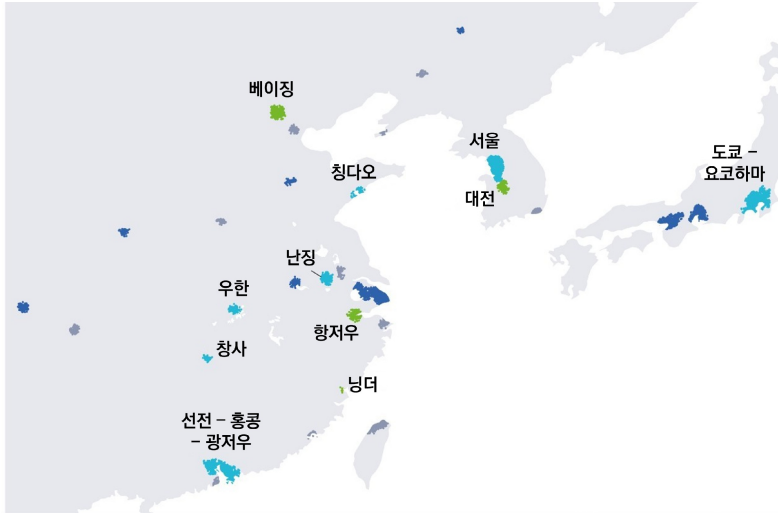 베이징
서울
도쿄 –
요코하마
칭다오
대전
난징
우한
항저우
창사
닝더
선전 – 홍콩
– 광저우